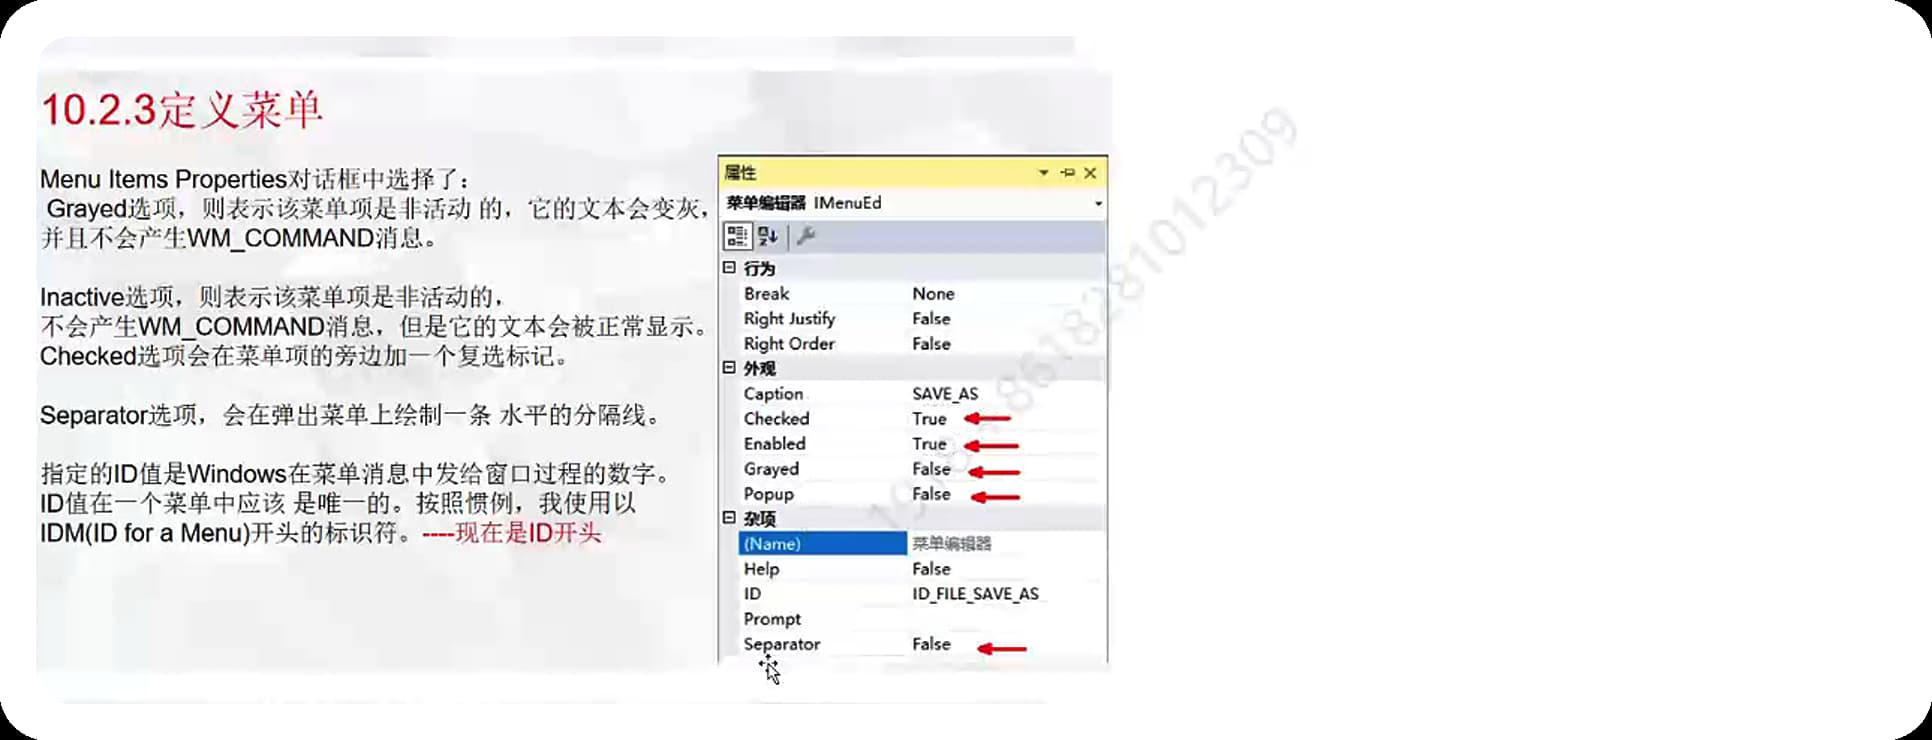 10.2.3定义菜单
Menu Items Properties对话框中选择了：
Grayed选项，则表示该菜单项是非活动 的，它的文本会变灰，
并且不会产生WM_COMMAND消息。
Inactive选项，则表示该菜单项是非活动的，
不会产生WM_COMMAND消息，但是它的文本会被正常显示。
Checked选项会在菜单项的旁边加一个复选标记。
Separator选项，会在弹出菜单上绘制一条 水平的分隔线。
指定的ID值是Windows在菜单消息中发给窗口过程的数字。
ID值在一个菜单中应该 是唯一的。按照惯例，我使用以
IDM(ID for a Menu)开头的标识符。----现在是ID开头
属性
菜单编辑器 IMenuEd
行为
Break None
Right Justify False
Right Order False
外观
Caption SAVE_AS
Checked True
Enabled True
Grayed False
Popup False
杂项
(Name) 菜单编辑器
Help False
ID ID_FILE_SAVE_AS
Prompt
Separator False